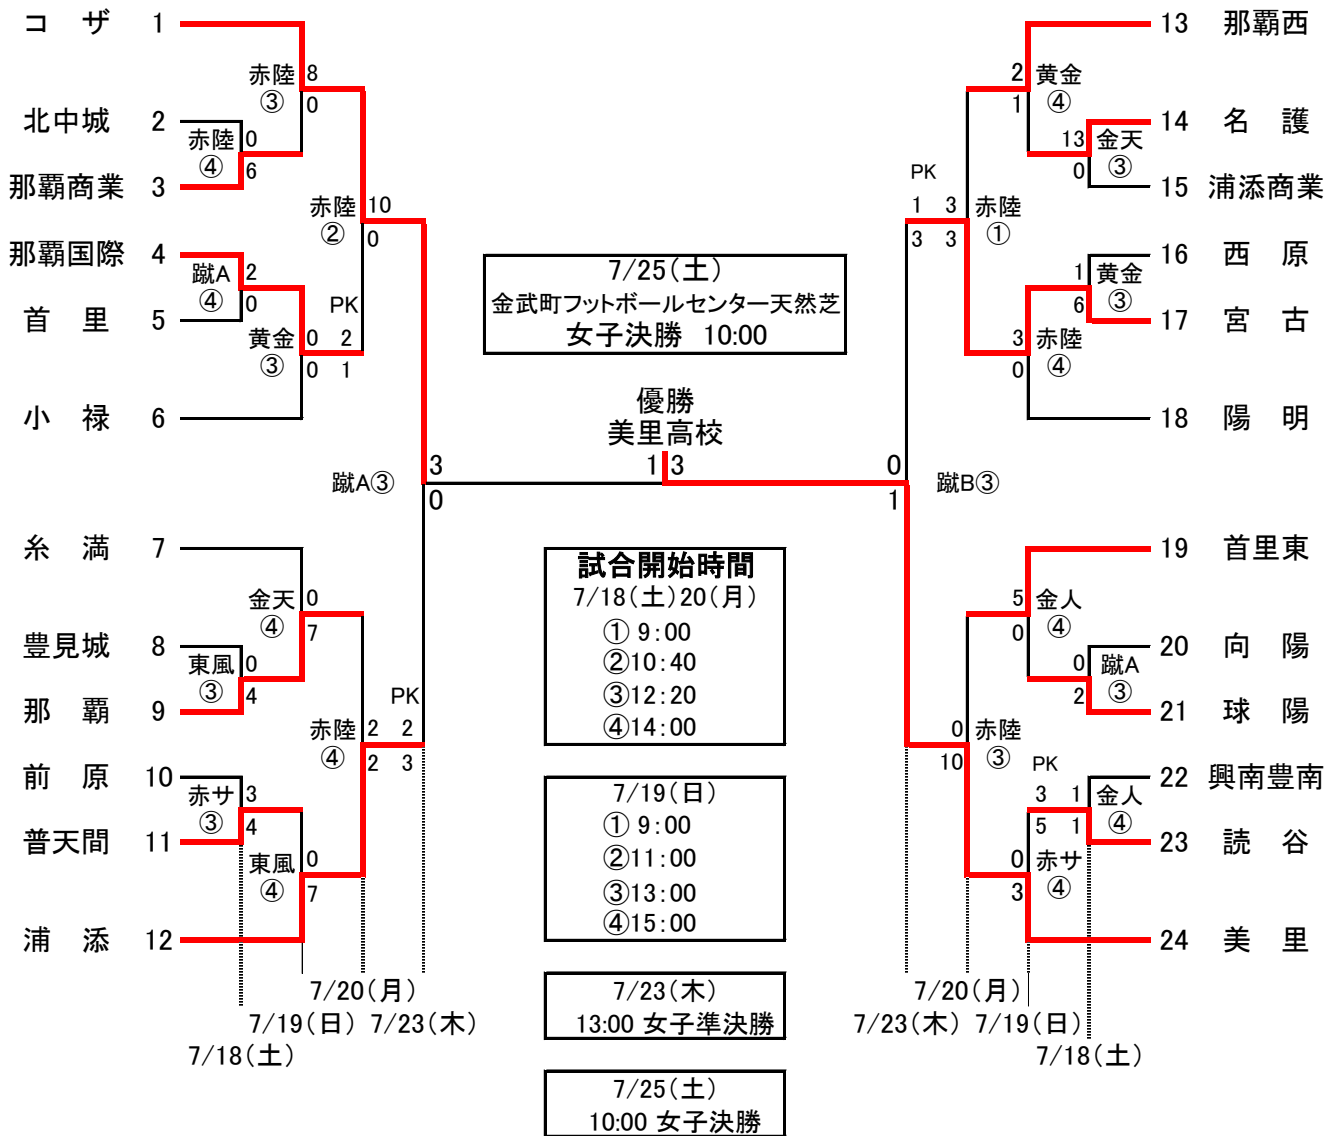 コ ザ 1
8
赤陸
③
0
北中城 2
赤陸
④
0
6
那覇商業 3
赤陸
②
10
0
那覇国際 4
蹴A
④
2
0
首 里 5
PK
黄金
③
0 2
0 1
小 禄 6
蹴A③
3
0
糸 満 7
金天
④
0
7
豊見城 8
東風
③
0
4
那 覇 9
PK
赤陸
④
2 2
2 3
前 原 10
赤サ
③
3
4
普天間 11
東風
④
0
7
浦 添 12
7/20(月)
7/19(日) 7/23(木)
7/18(土)
7/25(土)
金武町フットボールセンター天然芝
女子決勝 10:00
優勝
美里高校
1 3
試合開始時間
7/18(土)20(月)
① 9:00
②10:40
③12:20
④14:00
7/19(日)
① 9:00
②11:00
③13:00
④15:00
7/23(木)
13:00 女子準決勝
7/25(土)
10:00 女子決勝
13 那覇西
2 黄金
1 ④
14 名 護
13 金天
0 ③
15 浦添商業
PK
1 3 赤陸
3 3 ①
16 西 原
1 黄金
6 ③
17 宮 古
3 赤陸
0 ④
18 陽 明
0
1
蹴B③
19 首里東
5 金人
0 ④
20 向 陽
0 蹴A
2 ③
21 球 陽
0 赤陸
10 ③
PK
22 興南豊南
3 1 金人
5 1 ④
23 読 谷
0 赤サ
3 ④
24 美 里
7/20(月)
7/23(木) 7/19(日)
7/18(土)